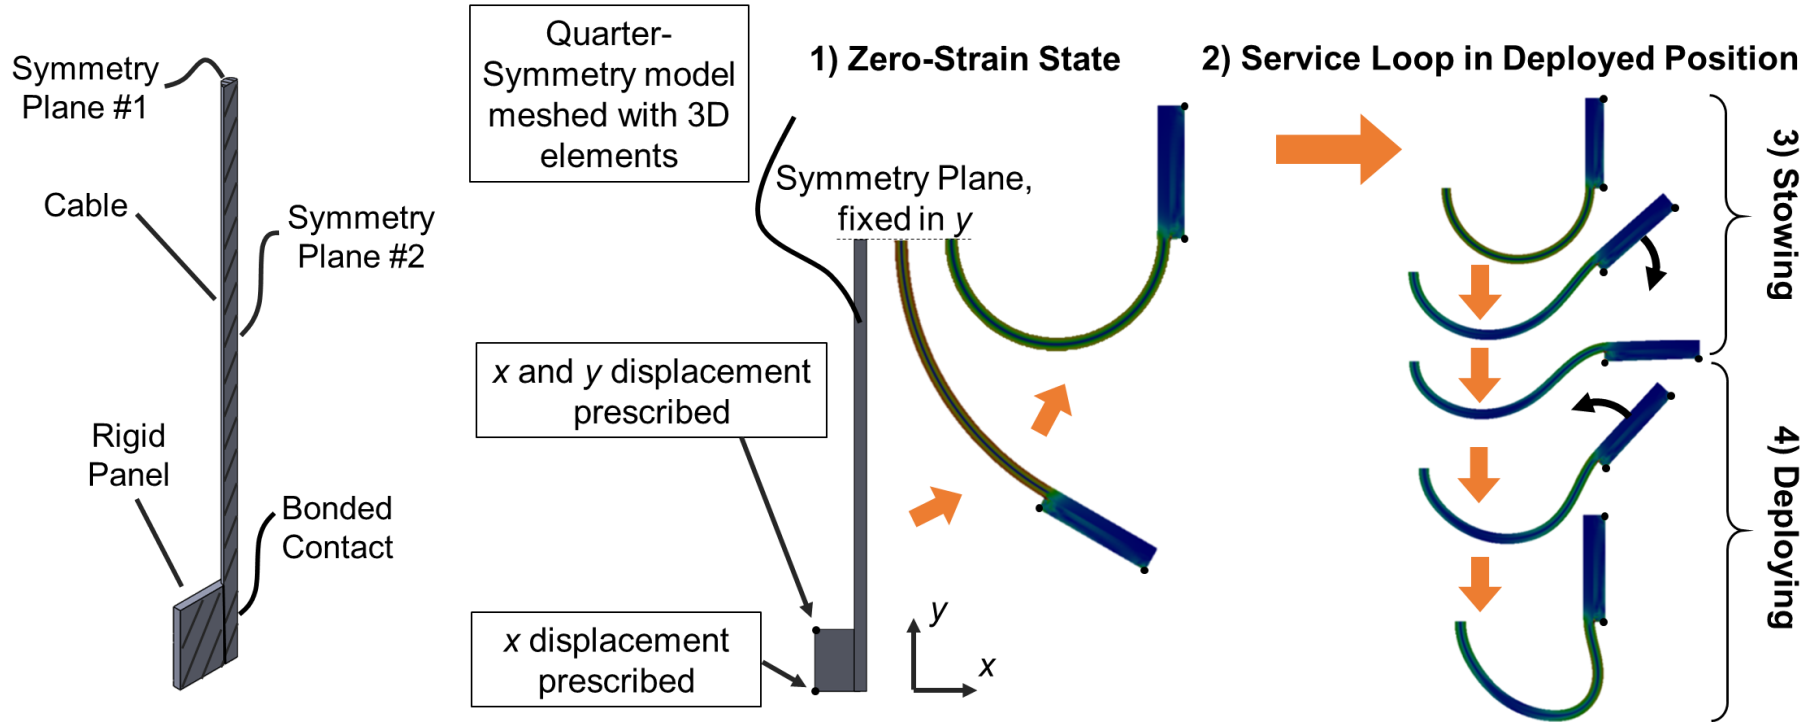 Symmetry
Plane #1
Cable
Symmetry
Plane #2
Rigid
Panel
Bonded
Contact
Quarter-
Symmetry model
meshed with 3D
elements
1) Zero-Strain State
Symmetry Plane,
fixed in y
x and y displacement
prescribed
x displacement
prescribed
y
x
2) Service Loop in Deployed Position
3) Stowing
4) Deploying